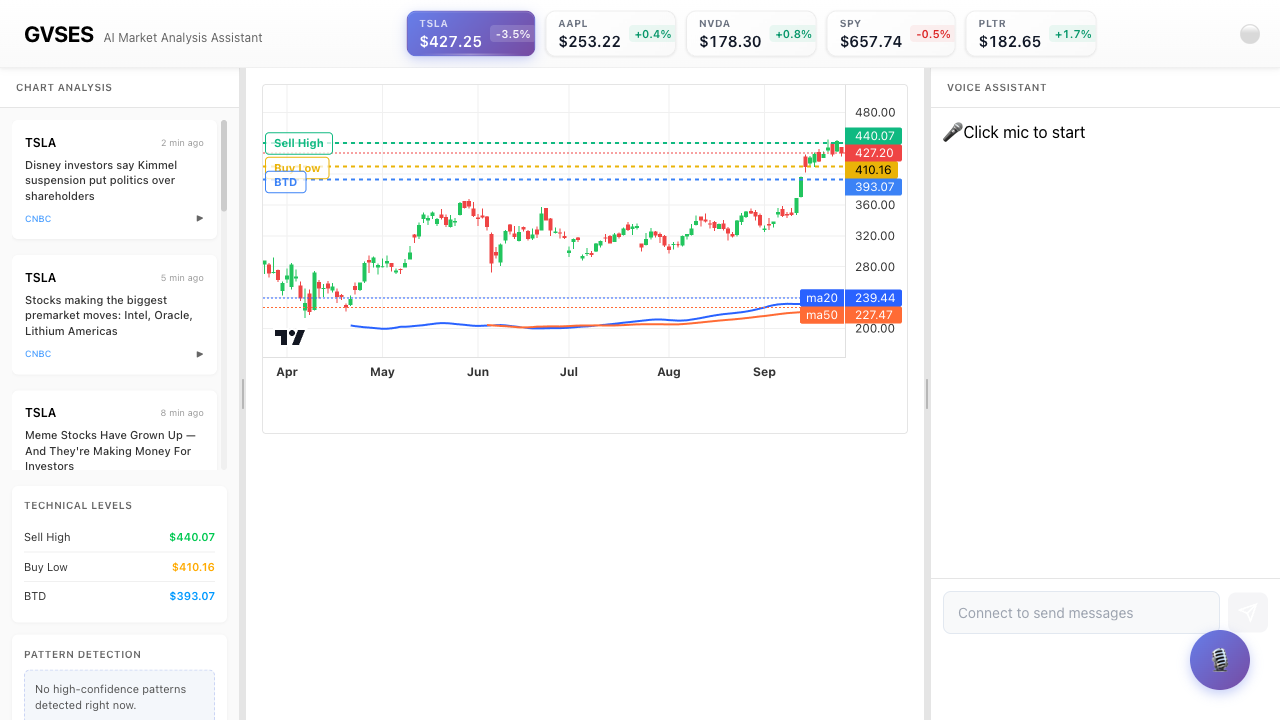 GVSES AI Market Analysis Assistant
TSLA
$427.25 -3.5%
AAPL
$253.22 +0.4%
NVDA
$178.30 +0.8%
SPY
$657.74 -0.5%
PLTR
$182.65 +1.7%
CHART ANALYSIS
TSLA 2 min ago
Disney investors say Kimmel
suspension put politics over
shareholders
CNBC
TSLA 5 min ago
Stocks making the biggest
premarket moves: Intel, Oracle,
Lithium Americas
CNBC
TSLA 8 min ago
Meme Stocks Have Grown Up —
And They're Making Money For
Investors
TECHNICAL LEVELS
Sell High $440.07
Buy Low $410.16
BTD $393.07
PATTERN DETECTION
No high-confidence patterns
detected right now.
Sell High
Buy Low
BTD
480.00
440.07
427.20
410.16
393.07
360.00
320.00
280.00
ma20 239.44
ma50 227.47
200.00
Apr May Jun Jul Aug Sep
VOICE ASSISTANT
🎤Click mic to start
Connect to send messages